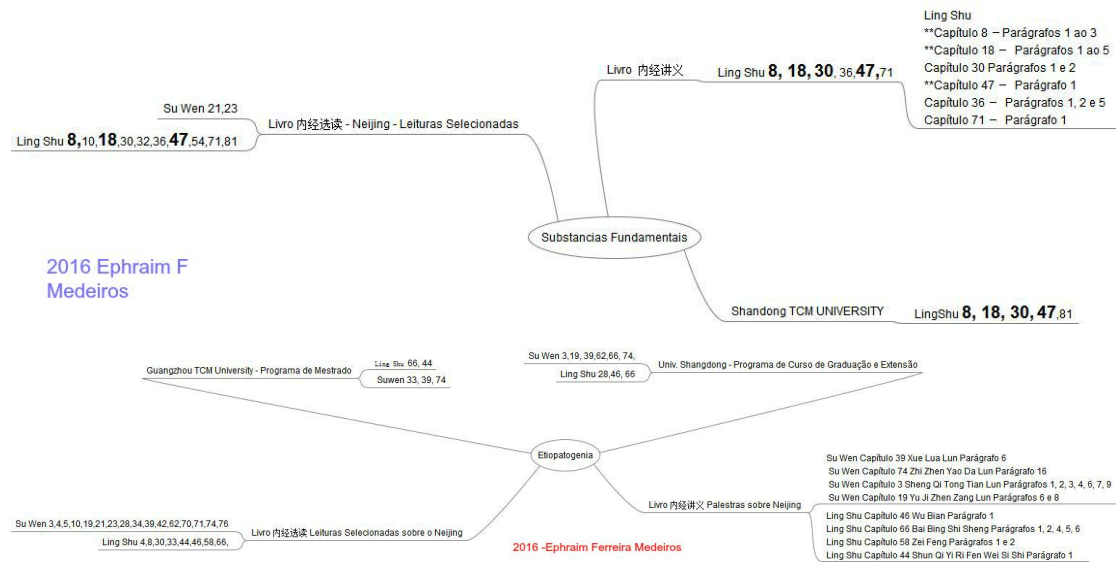 Ling Shu
**Capítulo 8 – Parágrafos 1 ao 3
**Capítulo 18 – Parágrafos 1 ao 5
Capítulo 30 Parágrafos 1 e 2
**Capítulo 47 – Parágrafo 1
Capítulo 36 – Parágrafos 1, 2 e 5
Capítulo 71 – Parágrafo 1
Livro 内经讲义
Ling Shu 8, 18, 30, 36,47,71
Su Wen 21,23
Livro 内经选读 - Neijing - Leituras Selecionadas
Ling Shu 8,10,18,30,32,36,47,54,71,81
Substancias Fundamentais
2016 Ephraim F
Medeiros
Shandong TCM UNIVERSITY
LingShu 8, 18, 30, 47,81
Guangzhou TCM University - Programa de Mestrado
Ling Shu 66, 44
Suwen 33, 39, 74
Su Wen 3,19, 39,62,66, 74,
Ling Shu 28,46, 66
Univ. Shangdong - Programa de Curso de Graduação e Extensão
Etiopatogenia
Su Wen Capítulo 39 Xue Lua Lun Parágrafo 6
Su Wen Capítulo 74 Zhi Zhen Yao Da Lun Parágrafo 16
Su Wen Capítulo 3 Sheng Qi Tong Tian Lun Parágrafos 1, 2, 3, 4, 6, 7, 9
Su Wen Capítulo 19 Yu Ji Zhen Zang Lun Parágrafos 6 e 8
Livro 内经讲义 Palestras sobre Neijing
Ling Shu Capítulo 46 Wu Bian Parágrafo 1
Ling Shu Capítulo 66 Bai Bing Shi Sheng Parágrafos 1, 2, 4, 5, 6
Ling Shu Capítulo 58 Zei Feng Parágrafos 1 e 2
Ling Shu Capítulo 44 Shun Qi Yi Ri Fen Wei Si Shi Parágrafo 1
Su Wen 3,4,5,10,19,21,23,28,34,39,42,62,70,71,74,76
Livro 内经选读 Leituras Selecionadas sobre o Neijing
Ling Shu 4,8,30,33,44,46,58,66,
2016 -Ephraim Ferreira Medeiros